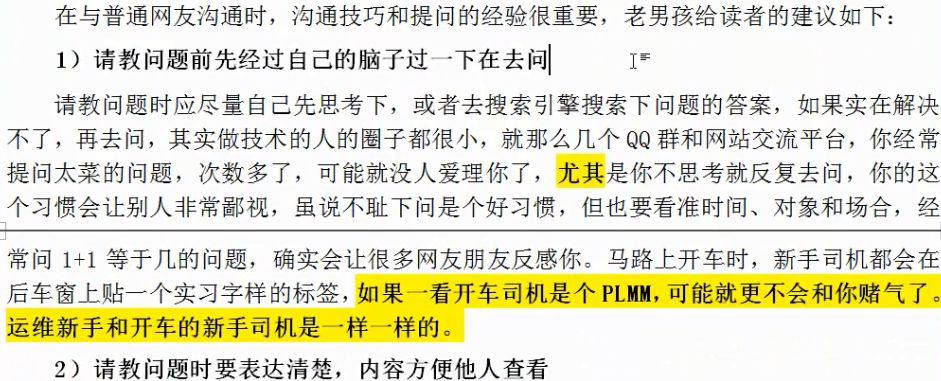 在与普通网友沟通时，沟通技巧和提问的经验很重要，老男孩给读者的建议如下：
1）请教问题前先经过自己的脑子过一下在去问
请教问题时应尽量自己先思考下，或者去搜索引擎搜索下问题的答案，如果实在解决
不了，再去问，其实做技术的人的圈子都很小，就那么几个 QQ 群和网站交流平台，你经常
提问太菜的问题，次数多了，可能就没人爱理你了，尤其是你不思考就反复去问，你的这
个习惯会让别人非常鄙视，虽说不耻下问是个好习惯，但也要看准时间、对象和场合，经
常问 1+1 等于几的问题，确实会让很多网友朋友反感你。马路上开车时，新手司机都会在
后车窗上贴一个实习字样的标签，如果一看开车司机是个 PLMM，可能就更不会和你赌气了。
运维新手和开车的新手司机是一样一样的。
2）请教问题时要表达清楚，内容方便他人查看